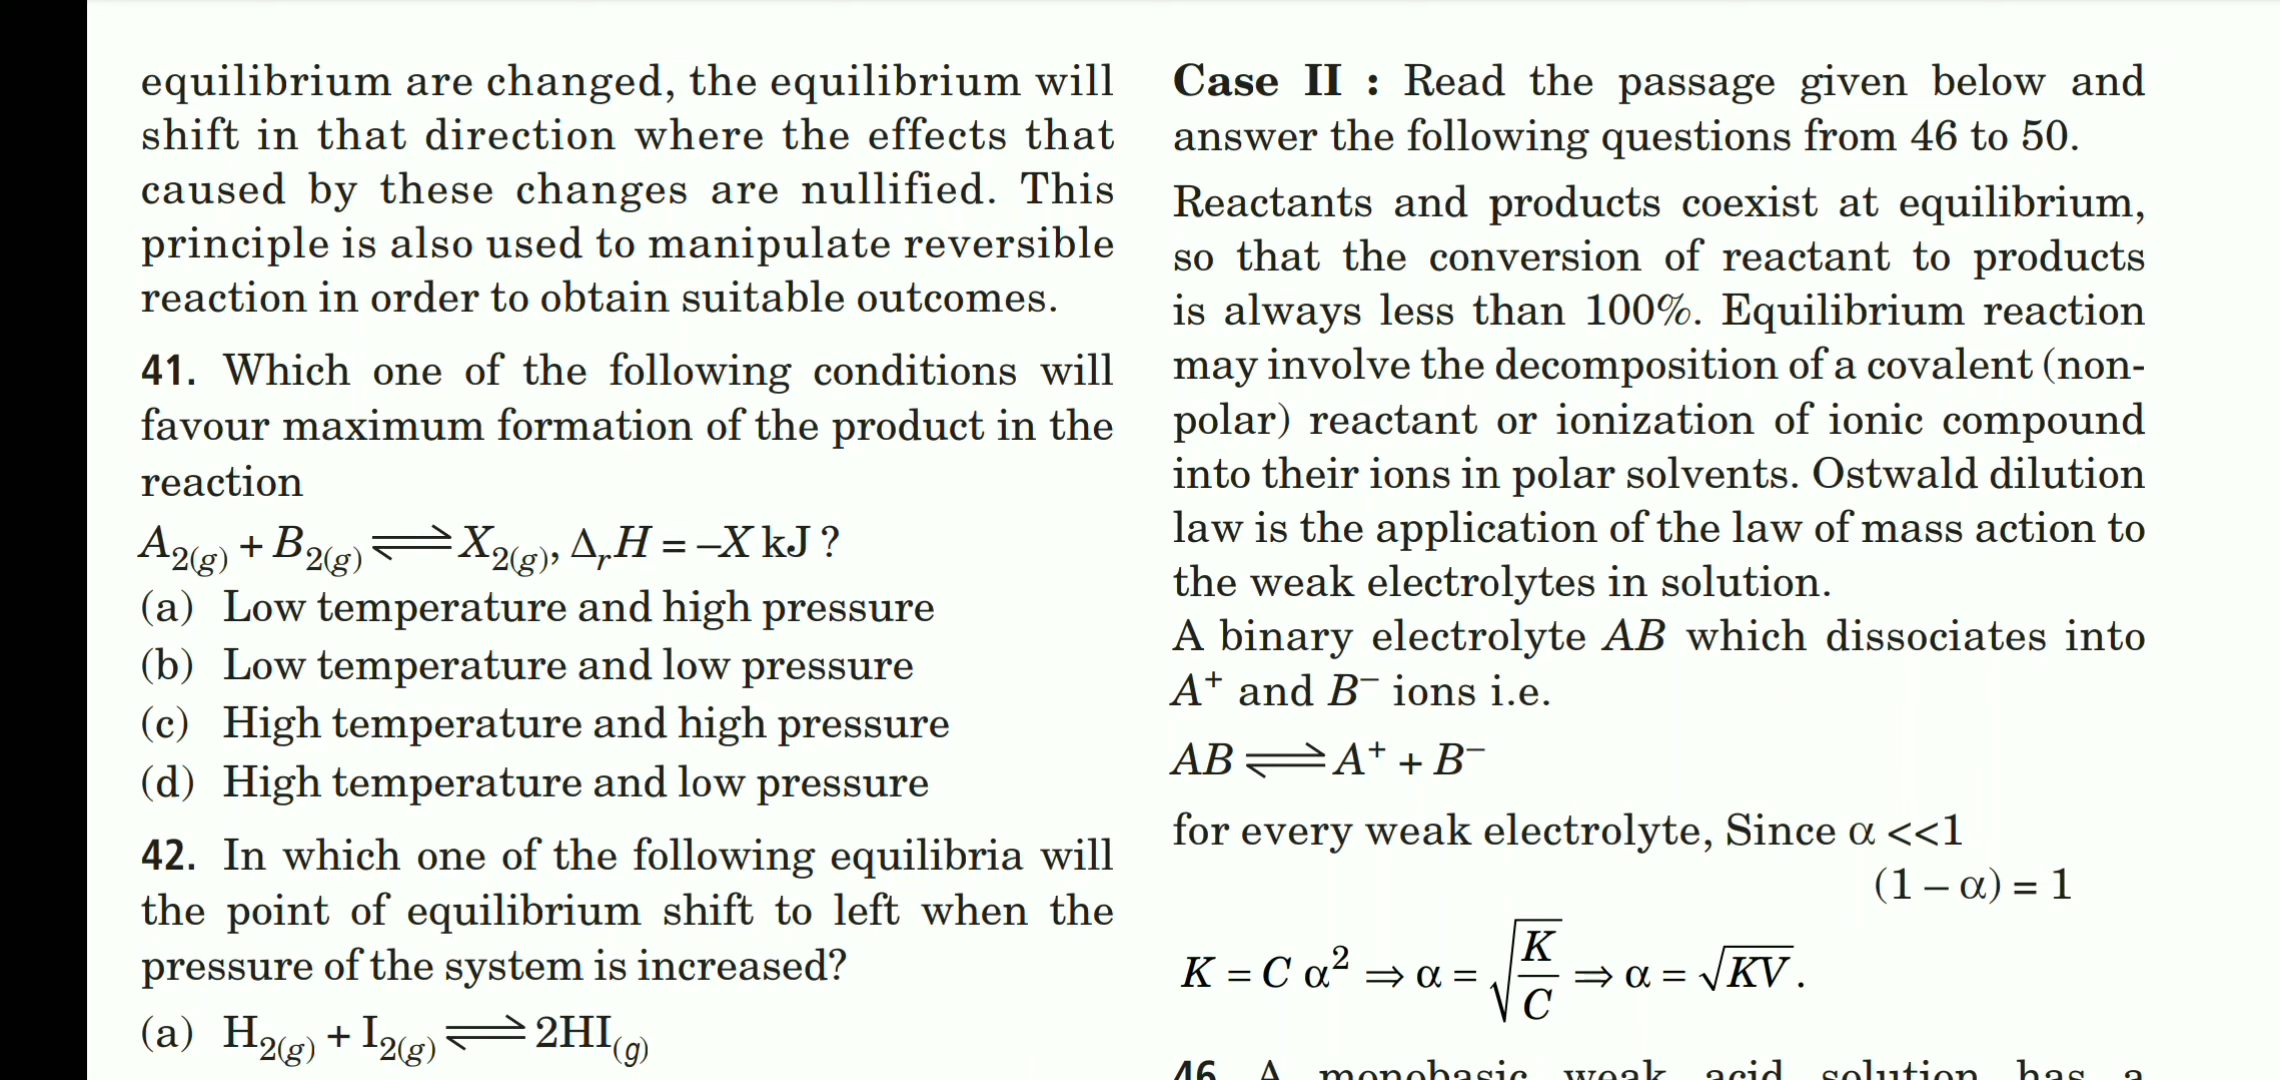 equilibrium are changed, the equilibrium will
shift in that direction where the effects that
caused by these changes are nullified. This
principle is also used to manipulate reversible
reaction in order to obtain suitable outcomes.
41. Which one of the following conditions will
favour maximum formation of the product in the
reaction
A₂(g) + B₂(g) ⇌ X₂(g), ΔᵣH = –X kJ ?
(a) Low temperature and high pressure
(b) Low temperature and low pressure
(c) High temperature and high pressure
(d) High temperature and low pressure
42. In which one of the following equilibria will
the point of equilibrium shift to left when the
pressure of the system is increased?
(a) H₂(g) + I₂(g) ⇌ 2HI(g)
Case II : Read the passage given below and
answer the following questions from 46 to 50.
Reactants and products coexist at equilibrium,
so that the conversion of reactant to products
is always less than 100%. Equilibrium reaction
may involve the decomposition of a covalent (non-
polar) reactant or ionization of ionic compound
into their ions in polar solvents. Ostwald dilution
law is the application of the law of mass action to
the weak electrolytes in solution.
A binary electrolyte AB which dissociates into
A⁺ and B⁻ ions i.e.
AB ⇌ A⁺ + B⁻
for every weak electrolyte, Since α <<1
(1 – α) = 1
K = C α² ⇒ α = √(K/C) ⇒ α = √KV.
46. A monobasic weak acid solution has a